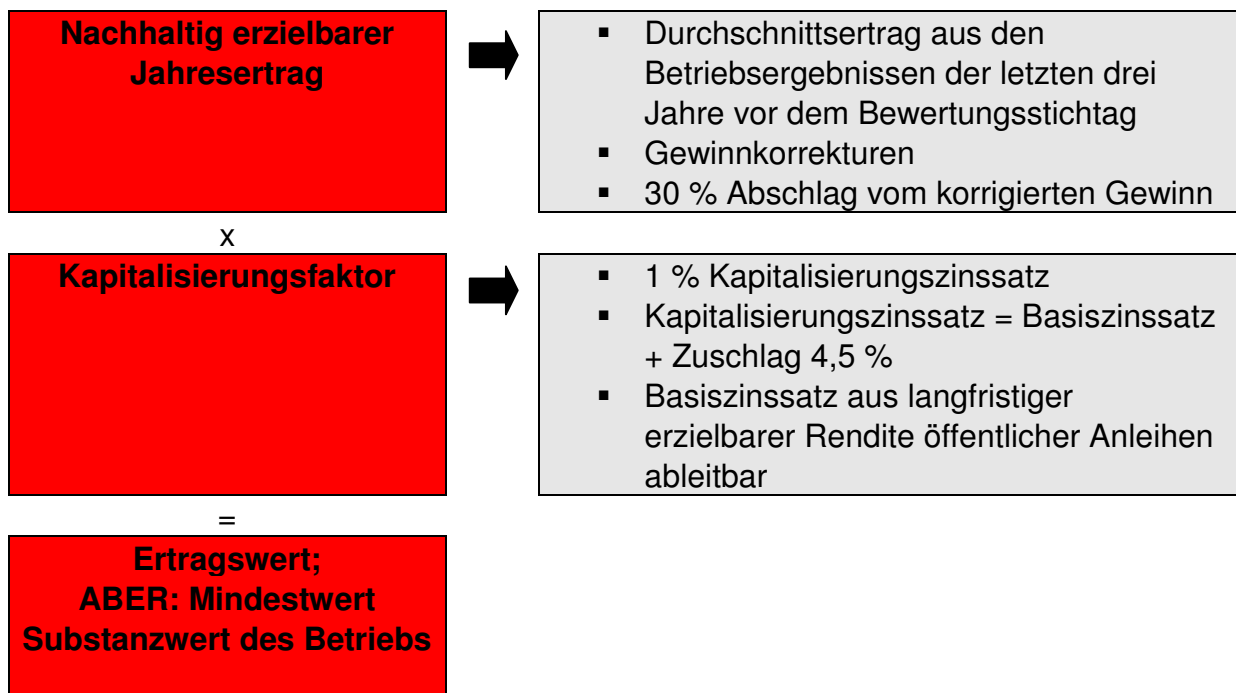 Nachhaltig erzielbarer
Jahresertrag
▪ Durchschnittsertrag aus den
Betriebsergebnissen der letzten drei
Jahre vor dem Bewertungsstichtag
▪ Gewinnkorrekturen
▪ 30 % Abschlag vom korrigierten Gewinn
x
Kapitalisierungsfaktor
▪ 1 % Kapitalisierungszinssatz
▪ Kapitalisierungszinssatz = Basiszinssatz
+ Zuschlag 4,5 %
▪ Basiszinssatz aus langfristiger
erzielbarer Rendite öffentlicher Anleihen
ableitbar
=
Ertragswert;
ABER: Mindestwert
Substanzwert des Betriebs